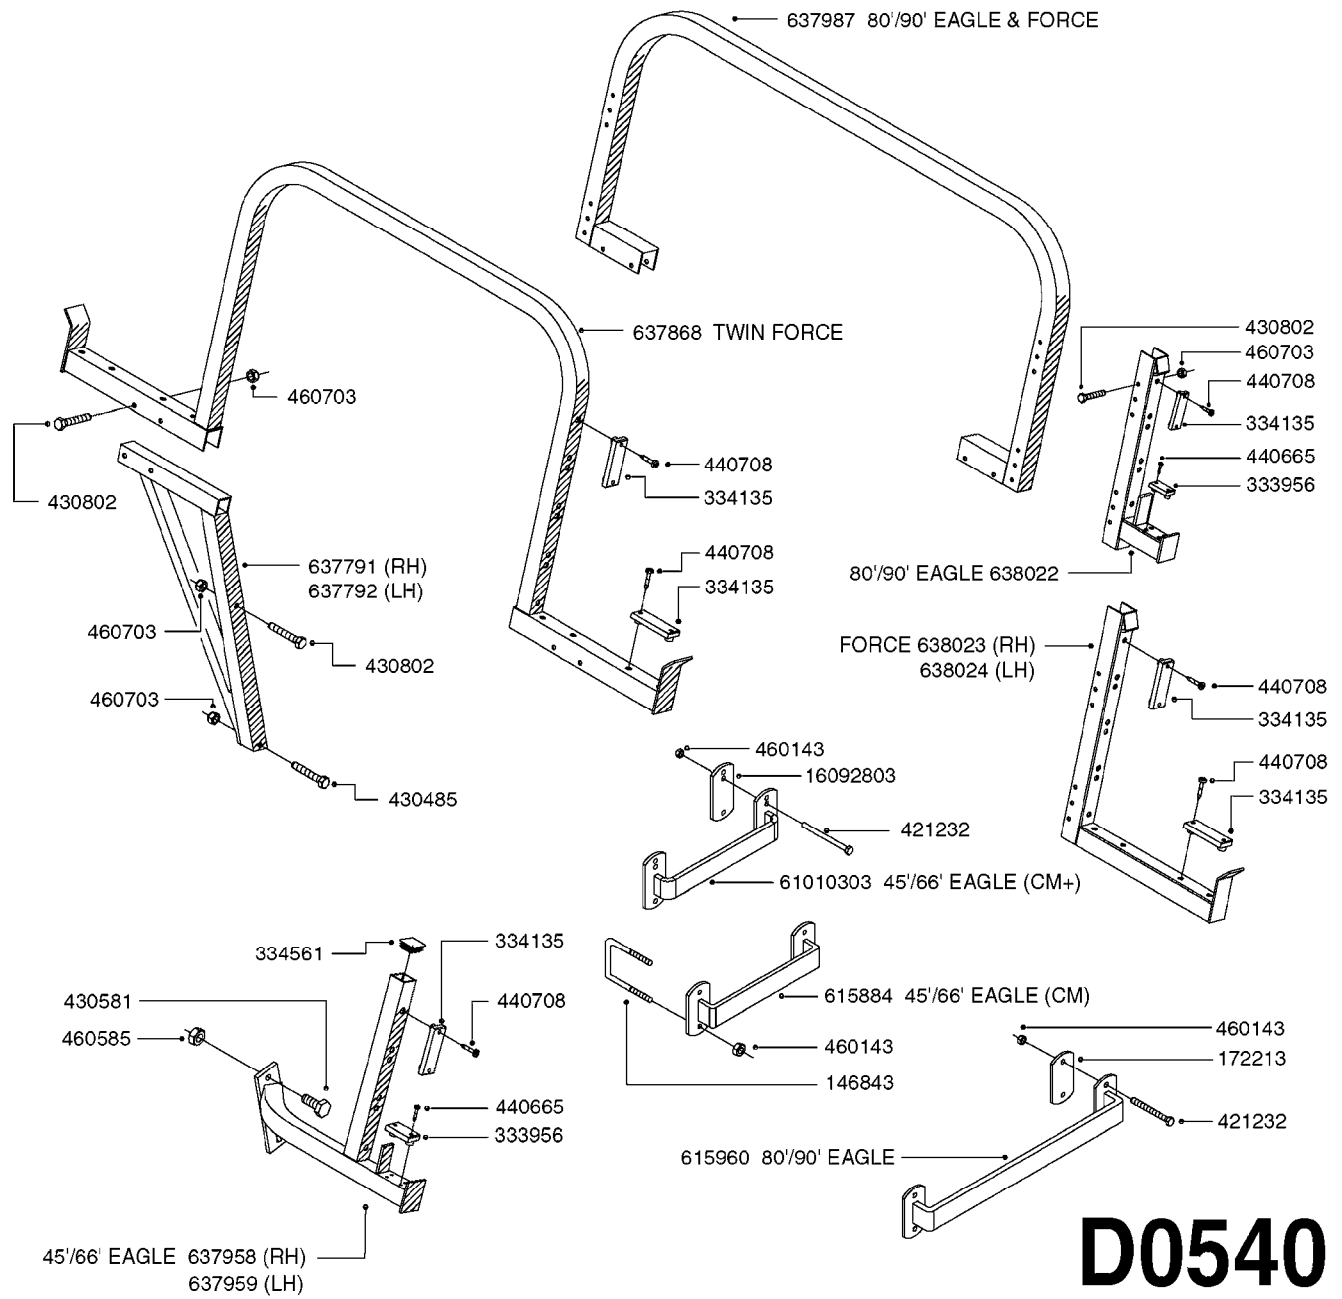 637987 80'/90' EAGLE & FORCE
637868 TWIN FORCE
430802
460703
440708
334135
440665
333956
460703
430802
440708
334135
440708
334135
637791 (RH)
637792 (LH)
80'/90' EAGLE 638022
460703
430802
FORCE 638023 (RH)
638024 (LH)
440708
334135
460703
430485
460143
16092803
421232
61010303 45'/66' EAGLE (CM+)
440708
334135
334561
334135
430581
440708
460585
615884 45'/66' EAGLE (CM)
460143
146843
460143
172213
421232
440665
333956
615960 80'/90' EAGLE
45'/66' EAGLE 637958 (RH)
637959 (LH)
D0540